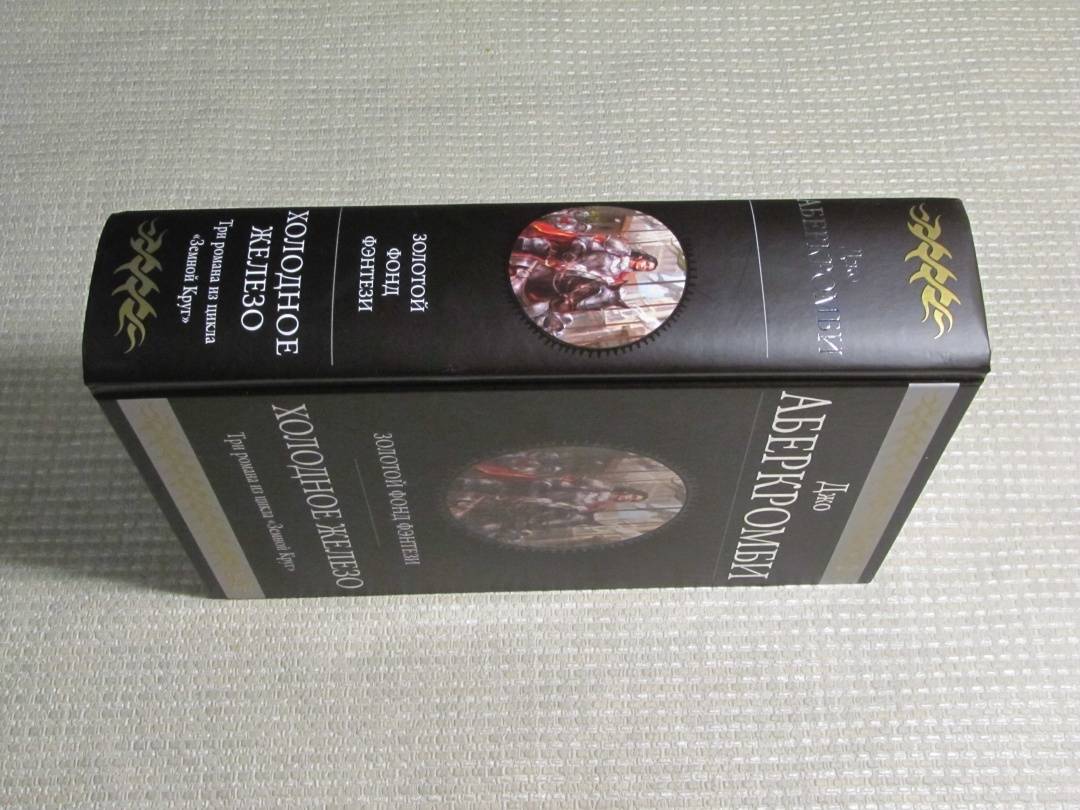 Джо
АБЕРКРОМБИ
ЗОЛОТОЙ
ФОНД
ФЭНТЕЗИ
ХОЛОДНОЕ
ЖЕЛЕЗО
Три романа из цикла
«Земной Круг»
Джо
АБЕРКРОМБИ
ЗОЛОТОЙ ФОНД ФЭНТЕЗИ
ХОЛОДНОЕ ЖЕЛЕЗО
Три романа из цикла «Земной Круг»